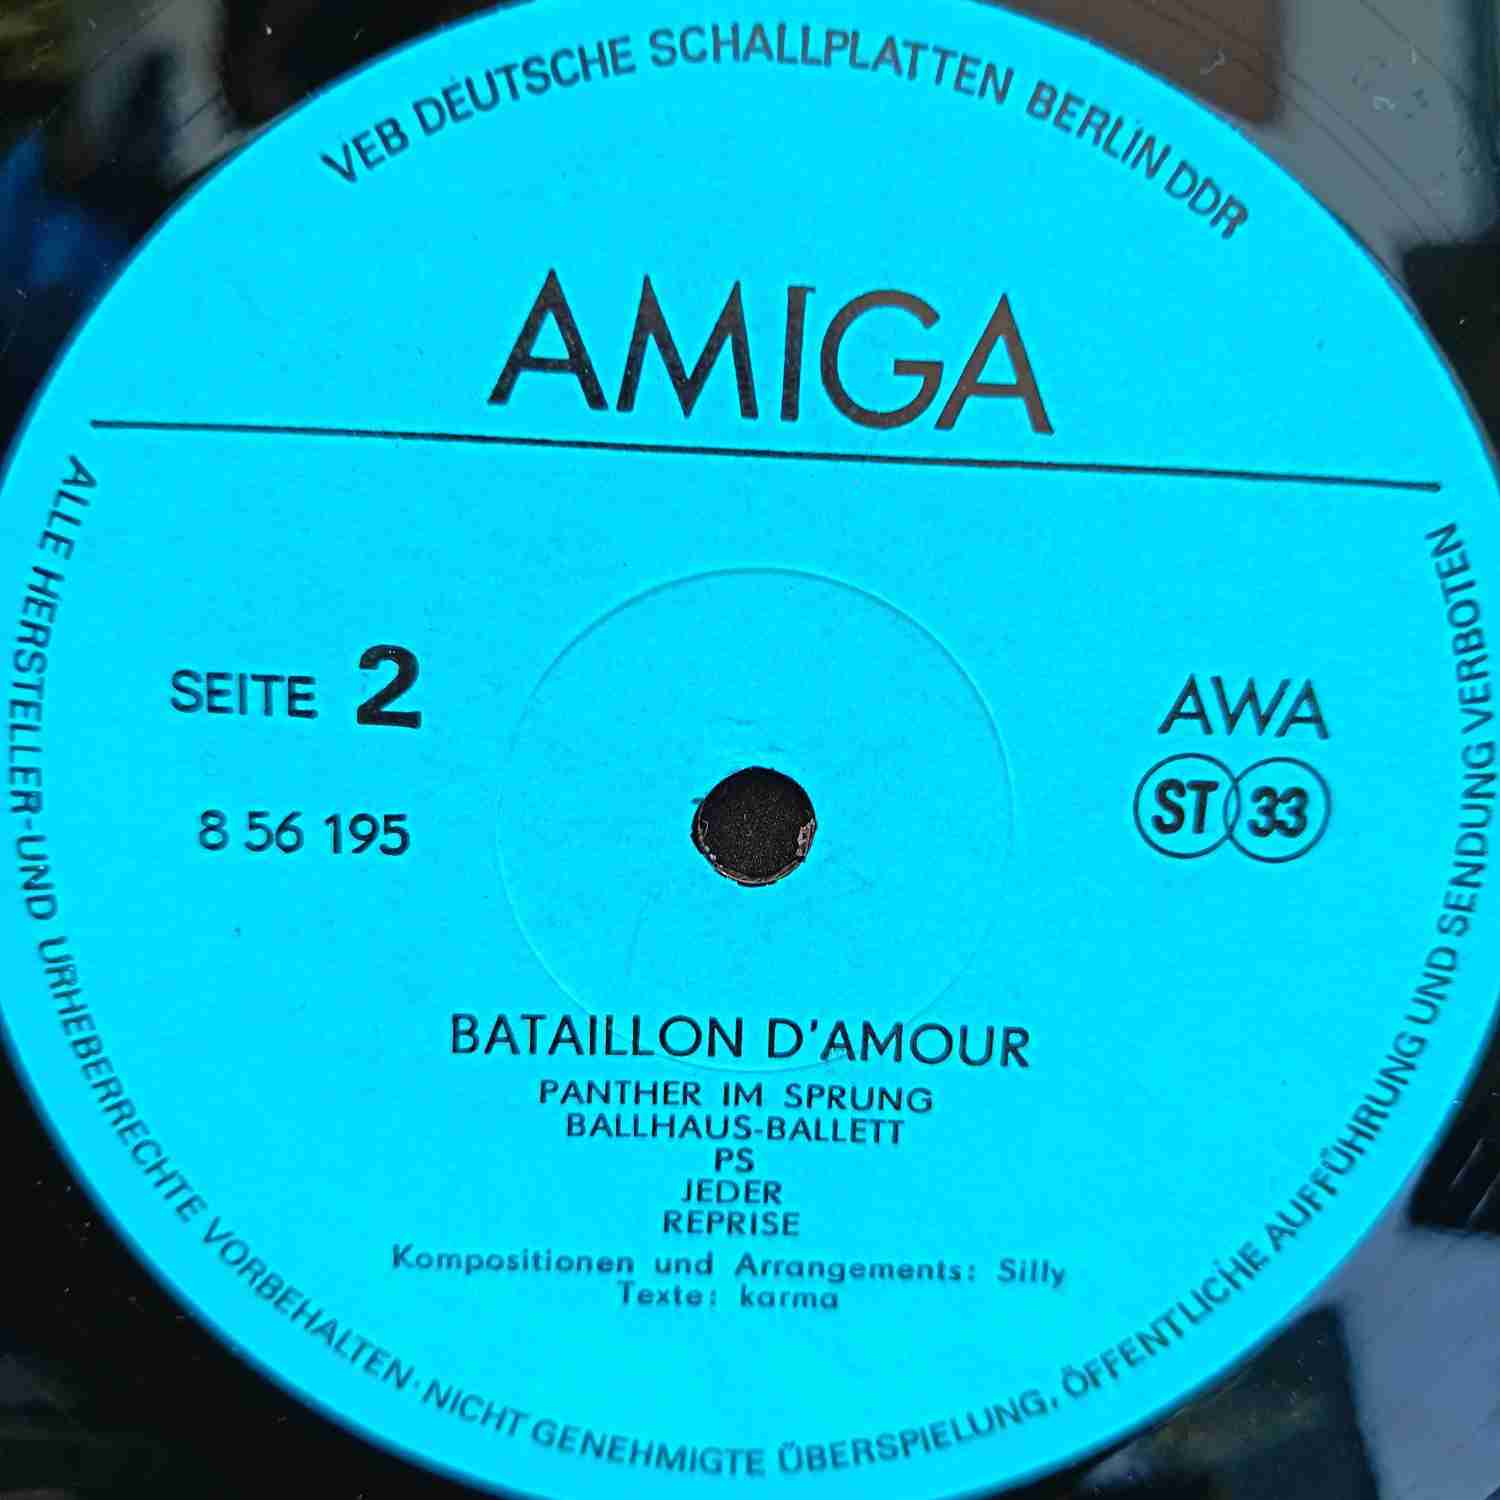 VEB DEUTSCHE SCHALLPLATTEN BERLIN DDR
AMIGA
SEITE 2
8 56 195
AWA
ST 33
BATAILLON D'AMOUR
PANTHER IM SPRUNG
BALLHAUS-BALLETT
PS
JEDER
REPRISE
Kompositionen und Arrangements: Silly
Texte: karma
ALLE HERSTELLER-UND URHEBERRECHTE VORBEHALTEN · NICHT GENEHMIGTE ÜBERSPIELUNG, ÖFFENTLICHE AUFFÜHRUNG UND SENDUNG VERBOTEN